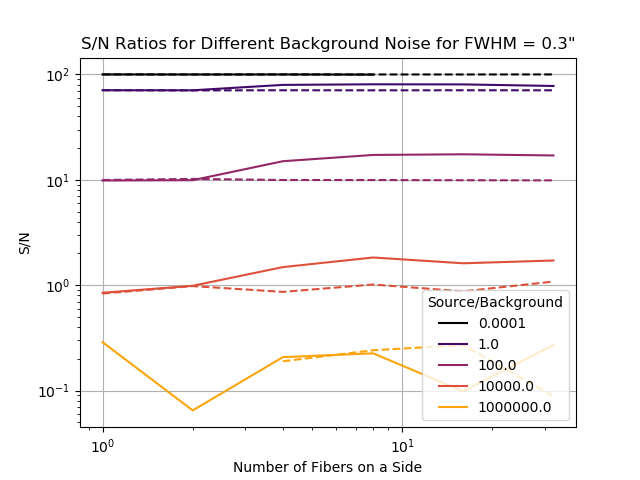 S/N Ratios for Different Background Noise for FWHM = 0.3"
10²
10¹
10⁰
10⁻¹
S/N
Source/Background
0.0001
1.0
100.0
10000.0
1000000.0
10⁰
10¹
Number of Fibers on a Side